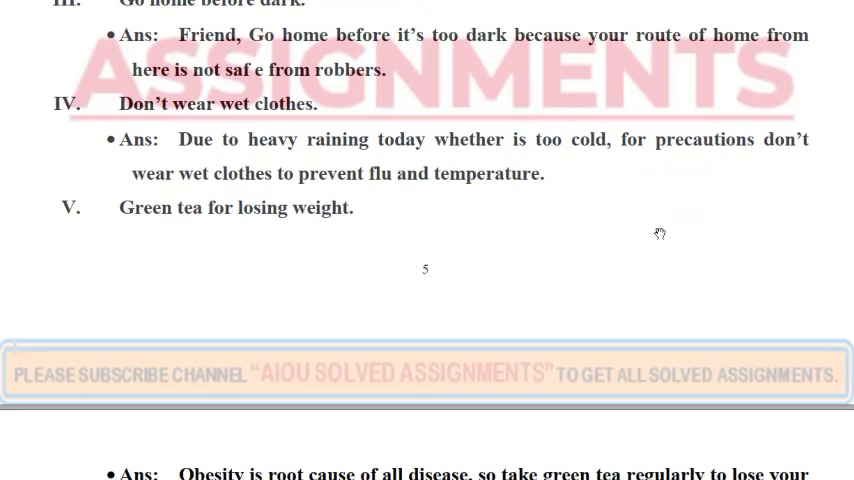 III. Go home before dark.
• Ans: Friend, Go home before it's too dark because your route of home from
here is not saf e from robbers.
ASSIGNMENTS
IV. Don't wear wet clothes.
• Ans: Due to heavy raining today whether is too cold, for precautions don't
wear wet clothes to prevent flu and temperature.
V. Green tea for losing weight.
5
PLEASE SUBSCRIBE CHANNEL "AIOU SOLVED ASSIGNMENTS" TO GET ALL SOLVED ASSIGNMENTS.
• Ans: Obesity is root cause of all disease, so take green tea regularly to lose your